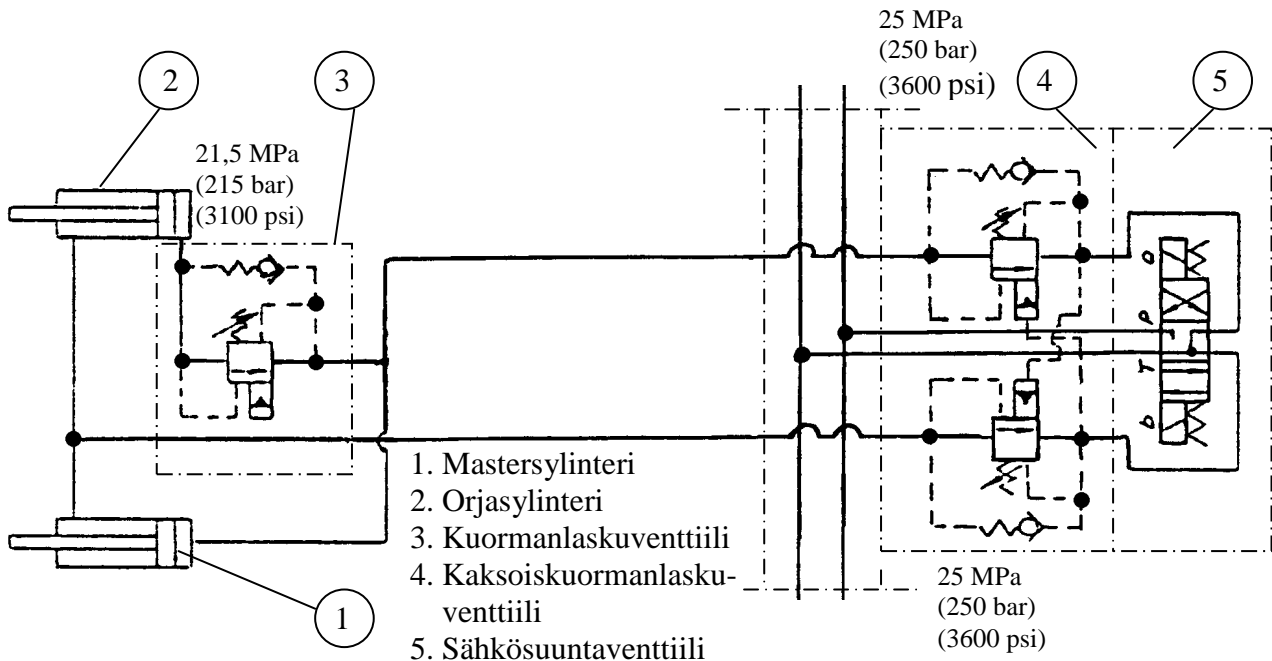 25 MPa
(250 bar)
(3600 psi)
2
3
4
5
21,5 MPa
(215 bar)
(3100 psi)
a
P
T
b
1. Mastersylinteri
2. Orjasylinteri
3. Kuormanlaskuventtiili
4. Kaksoiskuormanlasku-
venttiili
5. Sähkösuuntaventtiili
1
25 MPa
(250 bar)
(3600 psi)